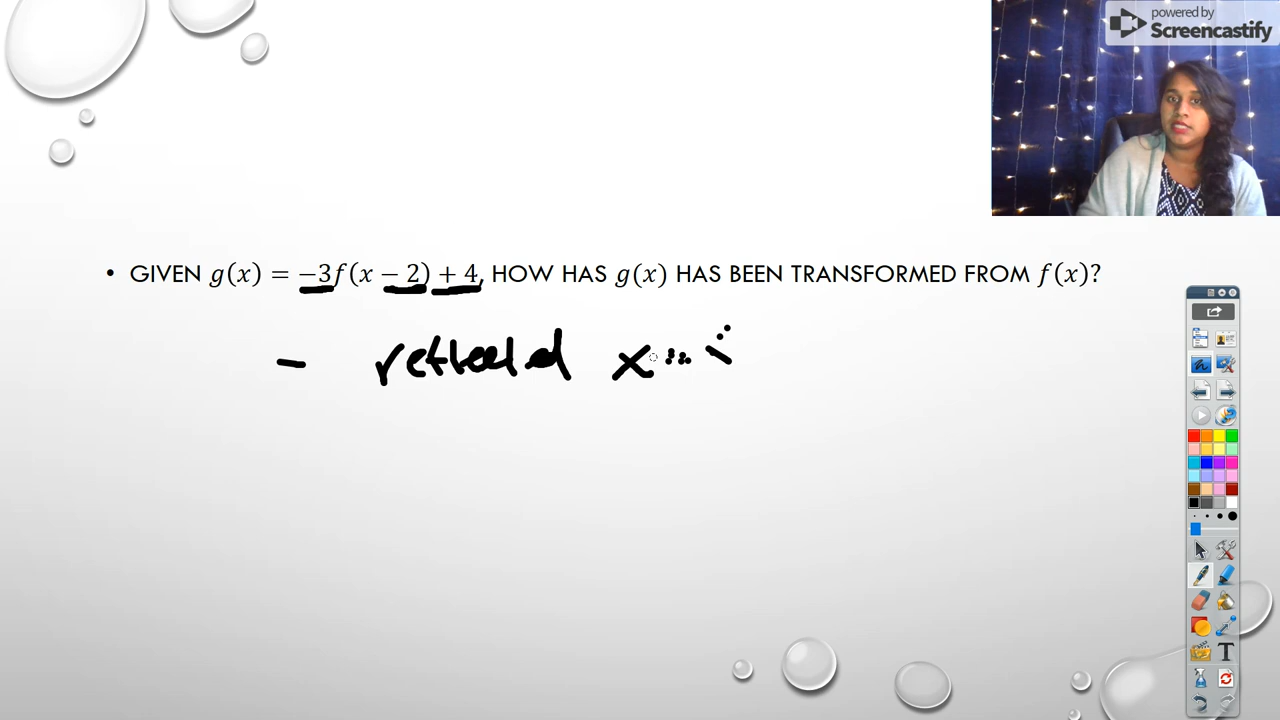 powered by
Screencastify
• GIVEN g(x) = −3f(x − 2) + 4, HOW HAS g(x) HAS BEEN TRANSFORMED FROM f(x)?
– reflected x
T